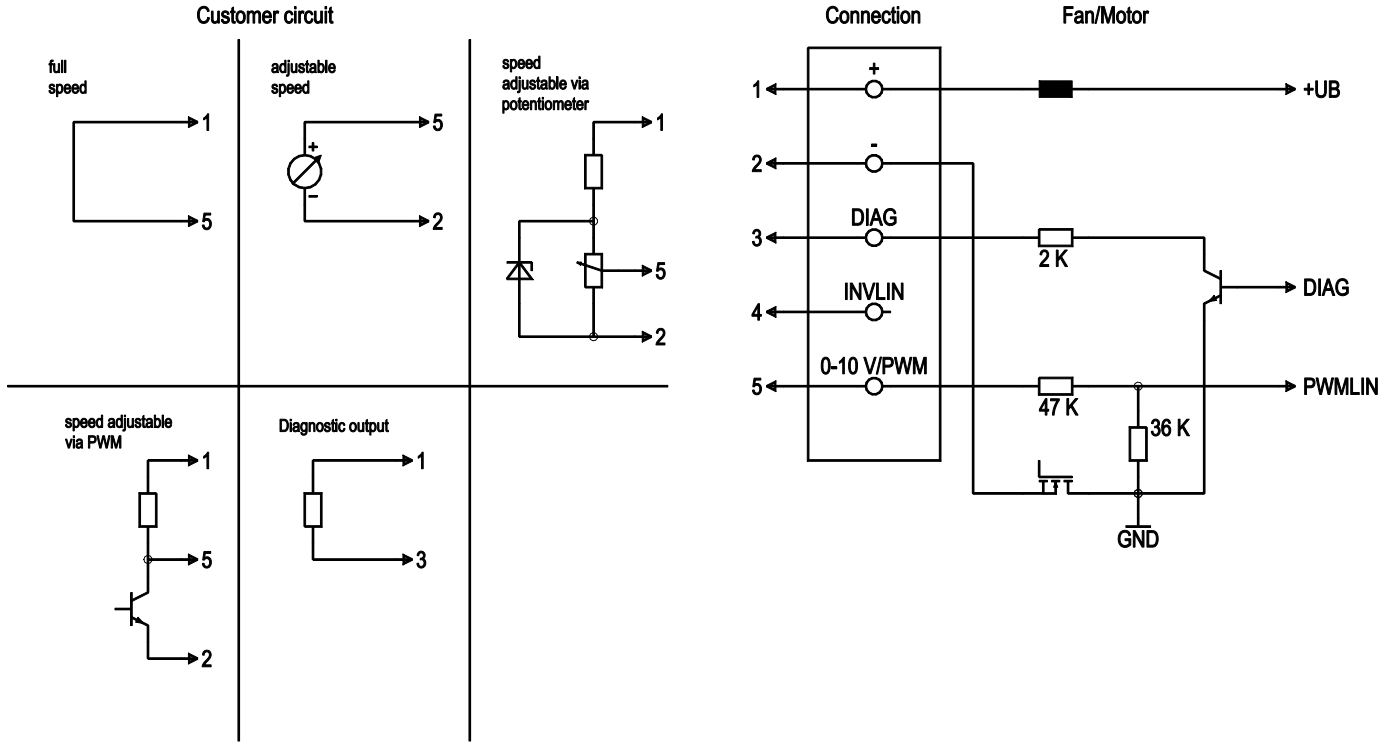 Customer circuit
full
speed
1
5
adjustable
speed
5
+
−
2
speed
adjustable via
potentiometer
1
5
2
speed adjustable
via PWM
1
5
2
Diagnostic output
1
3
Connection
Fan/Motor
+
1
+UB
-
2
DIAG
3
2 K
DIAG
INVLIN
4
0-10 V/PWM
5
PWMLIN
47 K
36 K
GND